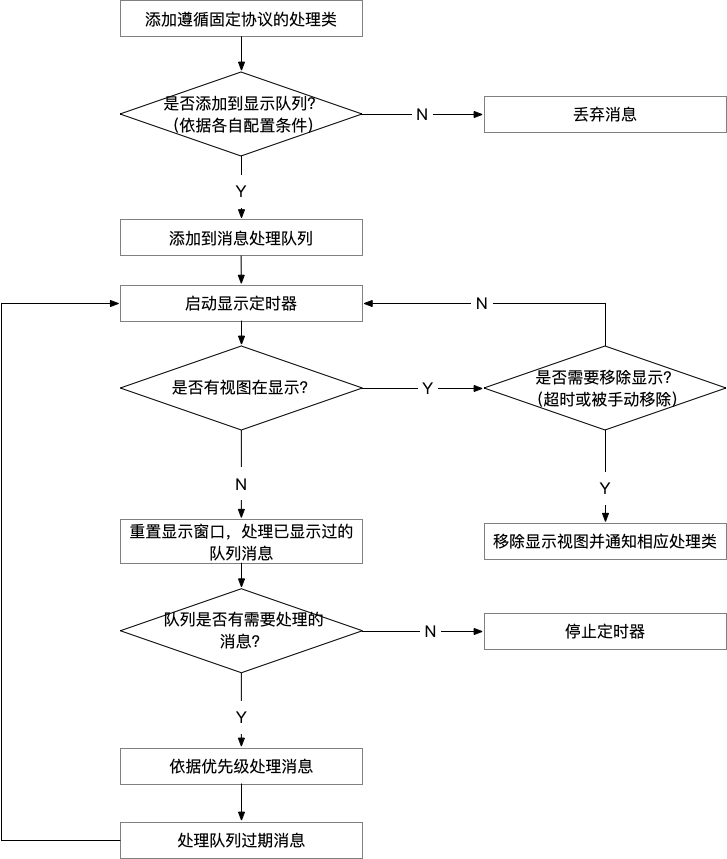 添加遵循固定协议的处理类
是否添加到显示队列?
(依据各自配置条件)
N
丢弃消息
Y
添加到消息处理队列
启动显示定时器
N
是否有视图在显示?
Y
是否需要移除显示?
(超时或被手动移除)
N
Y
重置显示窗口，处理已显示过的
队列消息
移除显示视图并通知相应处理类
队列是否有需要处理的
消息?
N
停止定时器
Y
依据优先级处理消息
处理队列过期消息